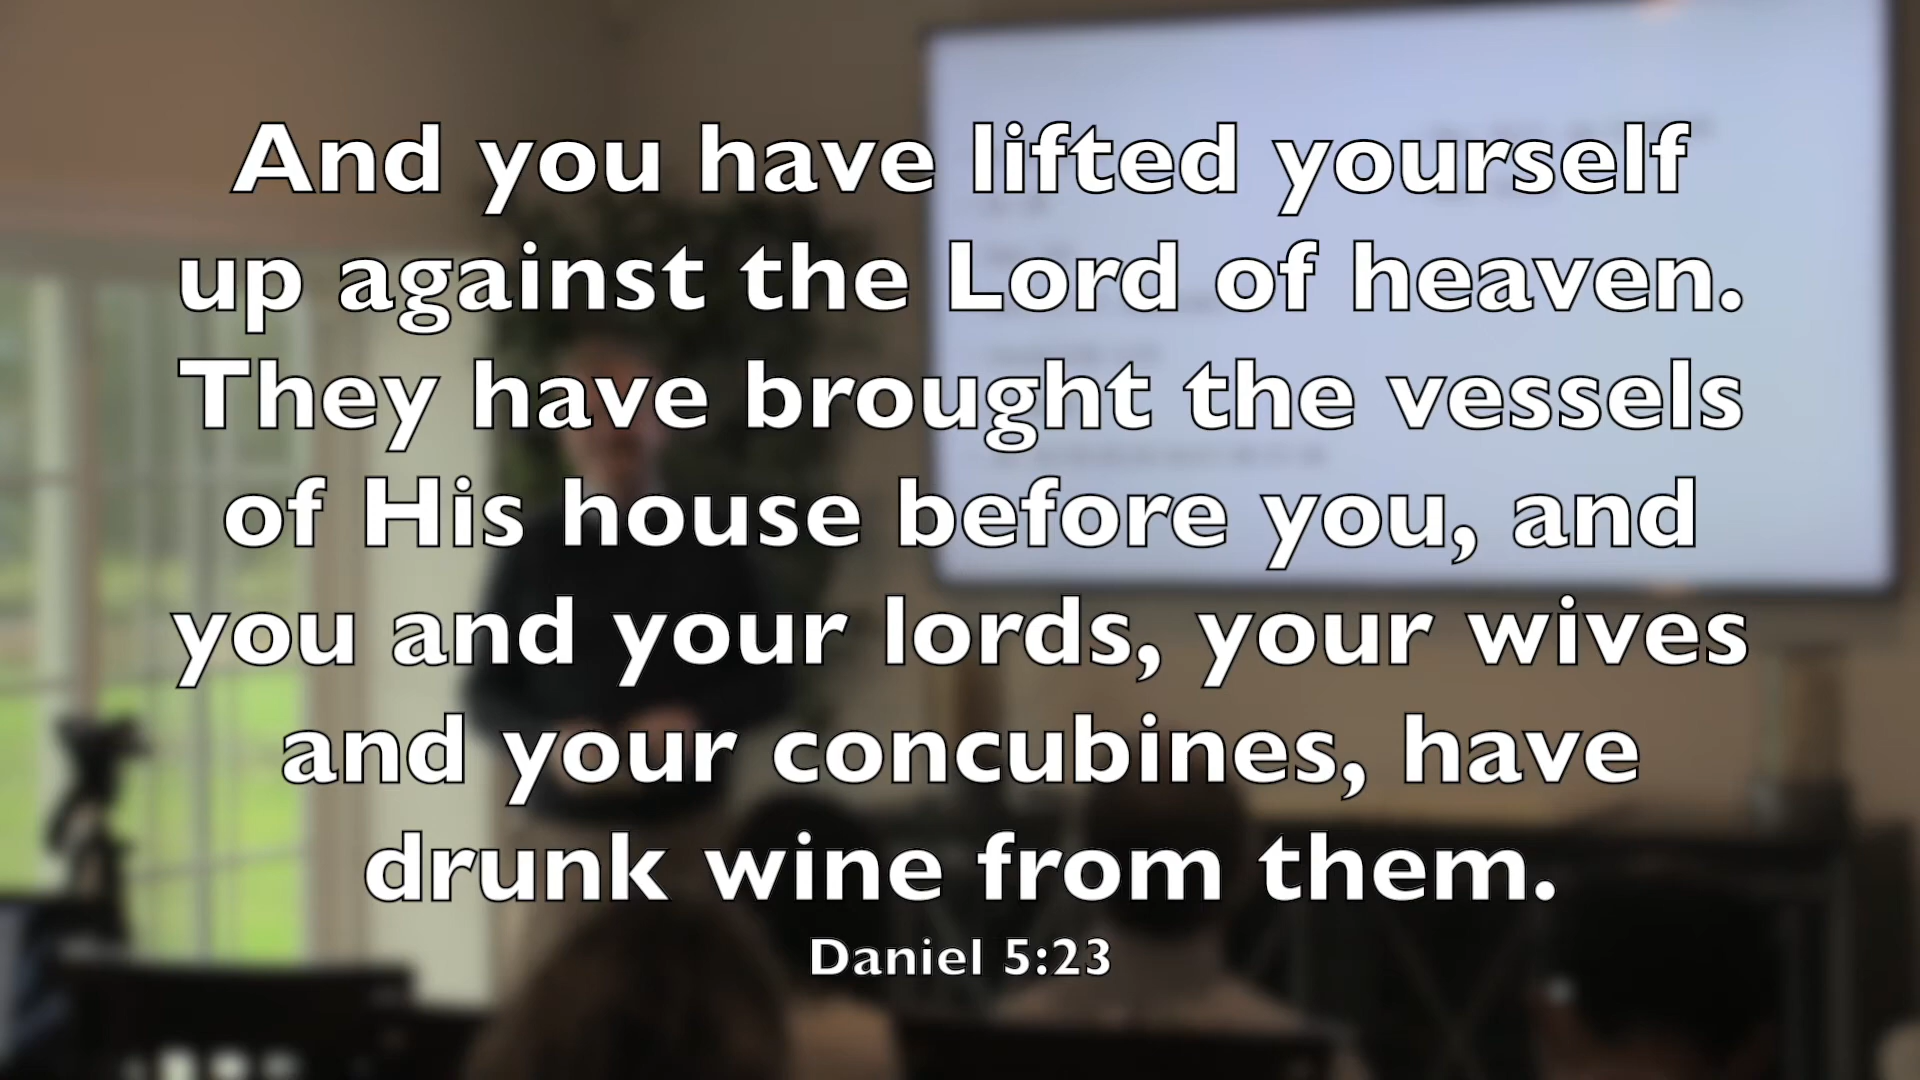 And you have lifted yourself
up against the Lord of heaven.
They have brought the vessels
of His house before you, and
you and your lords, your wives
and your concubines, have
drunk wine from them.
Daniel 5:23